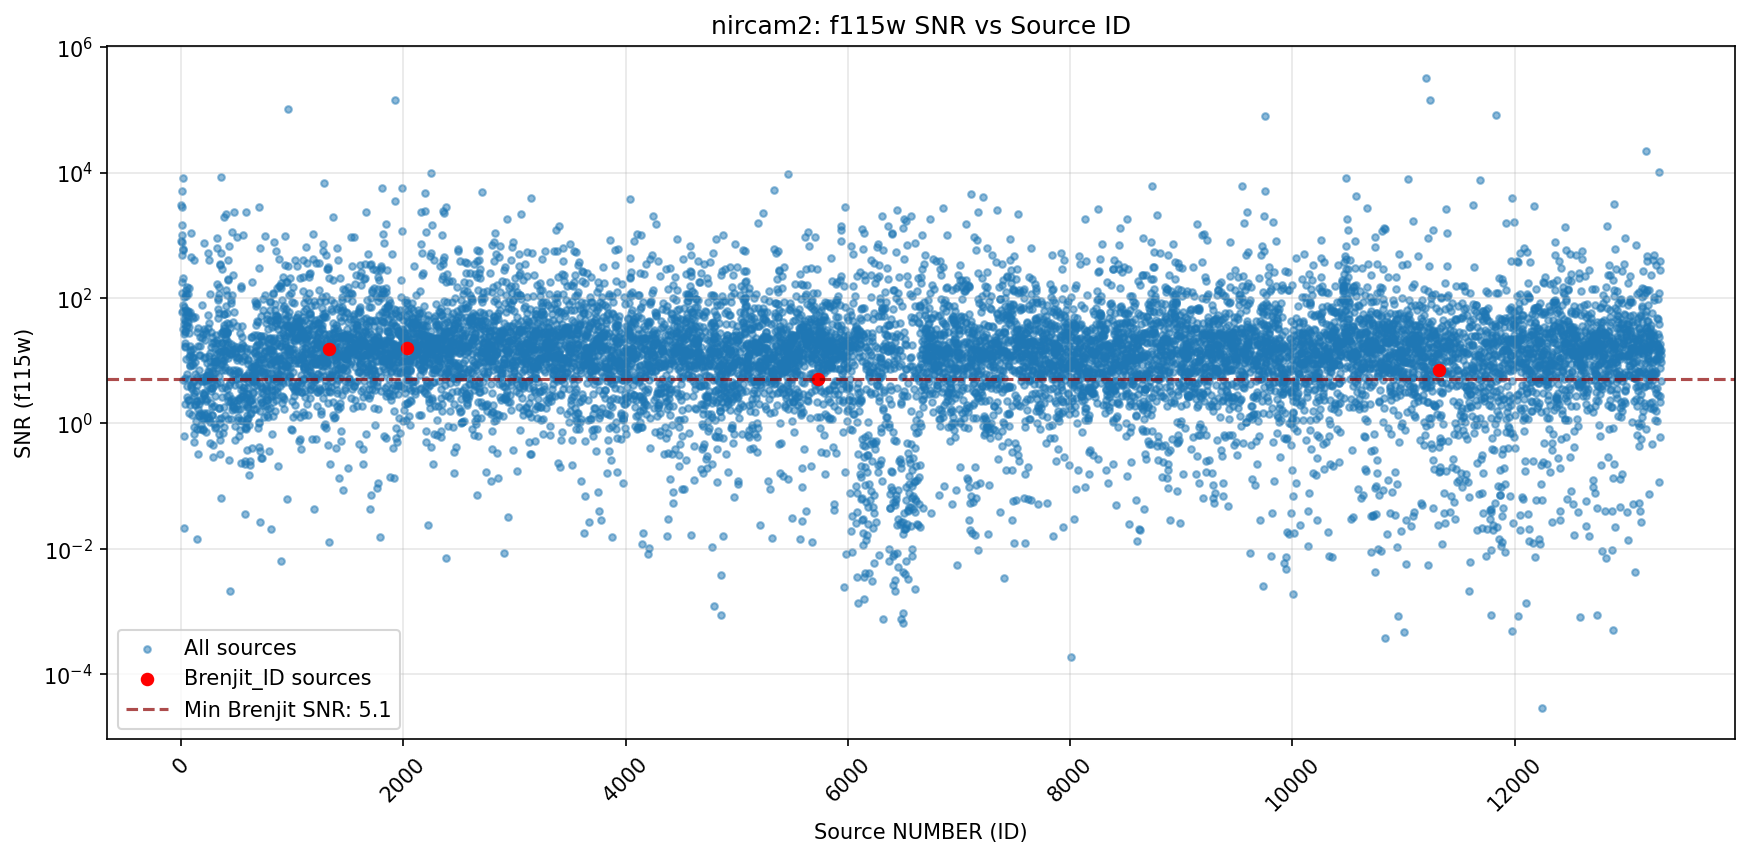 nircam2: f115w SNR vs Source ID
SNR (f115w)
10^6
10^4
10^2
10^0
10^−2
10^−4
All sources
Brenjit_ID sources
Min Brenjit SNR: 5.1
0
2000
4000
6000
8000
10000
12000
Source NUMBER (ID)